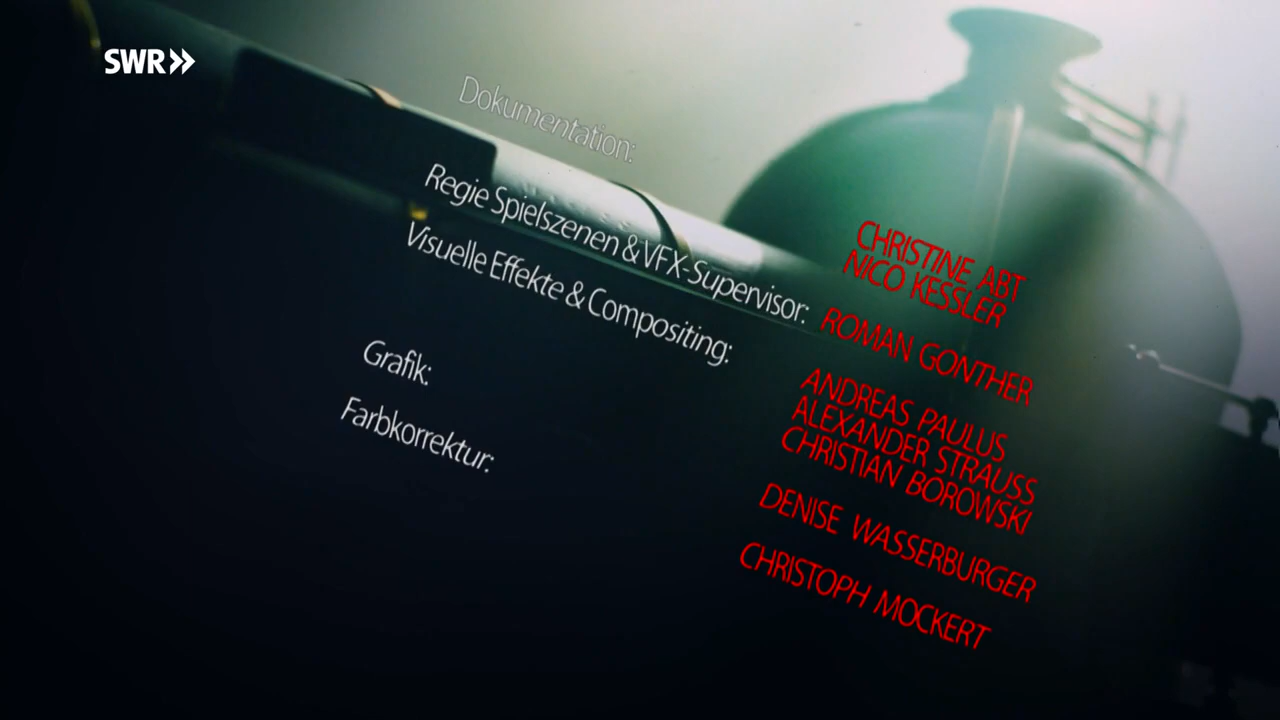 SWR
Dokumentation:
CHRISTINE ABT
NICO KESSLER
Regie Spielszenen & VFX-Supervisor:
ROMAN GONTHER
Visuelle Effekte & Compositing:
ANDREAS PAULUS
ALEXANDER STRAUSS
CHRISTIAN BOROWSKI
Grafik:
DENISE WASSERBURGER
Farbkorrektur:
CHRISTOPH MOCKERT